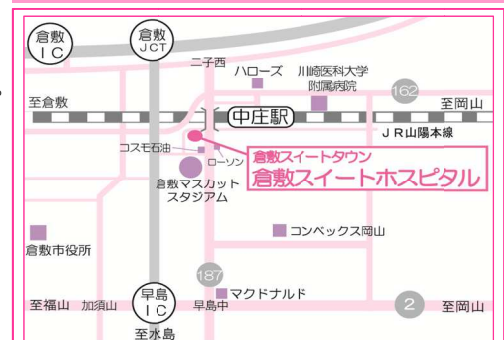 倉敷
IC
倉敷
JCT
二子西
ハローズ
川崎医科大学
附属病院
162
至倉敷
中庄駅
至岡山
JR山陽本線
コスモ石油
ローソン
倉敷スイートタウン
倉敷スイートホスピタル
倉敷マスカット
スタジアム
コンベックス岡山
倉敷市役所
187
マクドナルド
至福山
加須山
早島
IC
早島中
2
至岡山
至水島